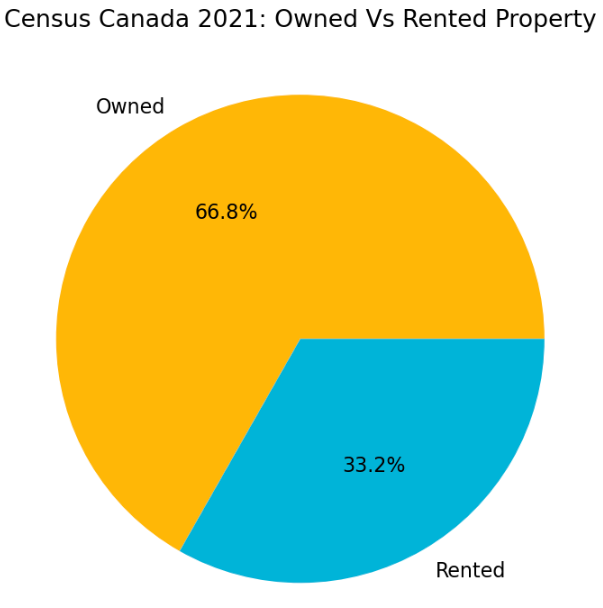 Census Canada 2021: Owned Vs Rented Property
Owned
66.8%
33.2%
Rented